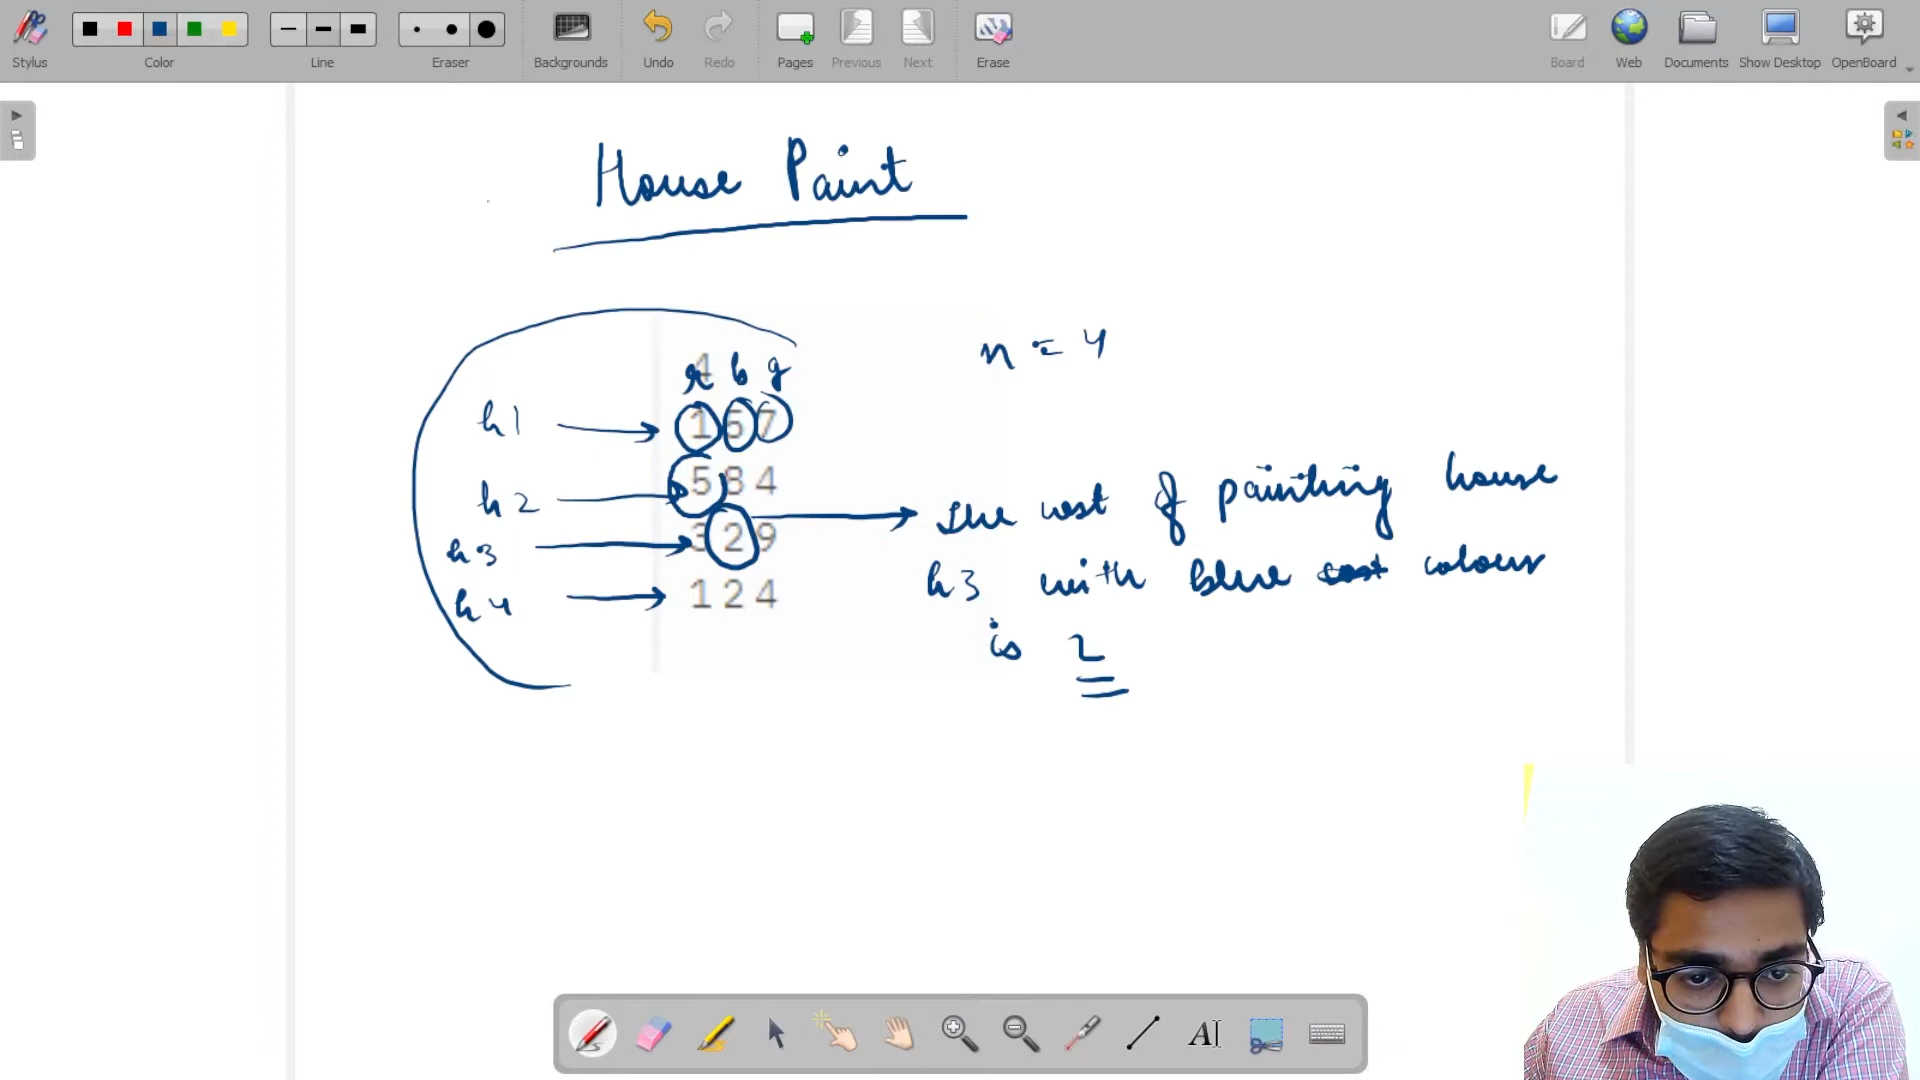 Stylus Color Line Eraser Backgrounds Undo Redo Pages Previous Next Erase Board Web Documents Show Desktop OpenBoard
House Paint
4
n = 4
r b g
h1 1 5 7
h2 5 8 4
h3 3 2 9
h4 1 2 4
The cost of painting house
h3 with blue colour
is 2